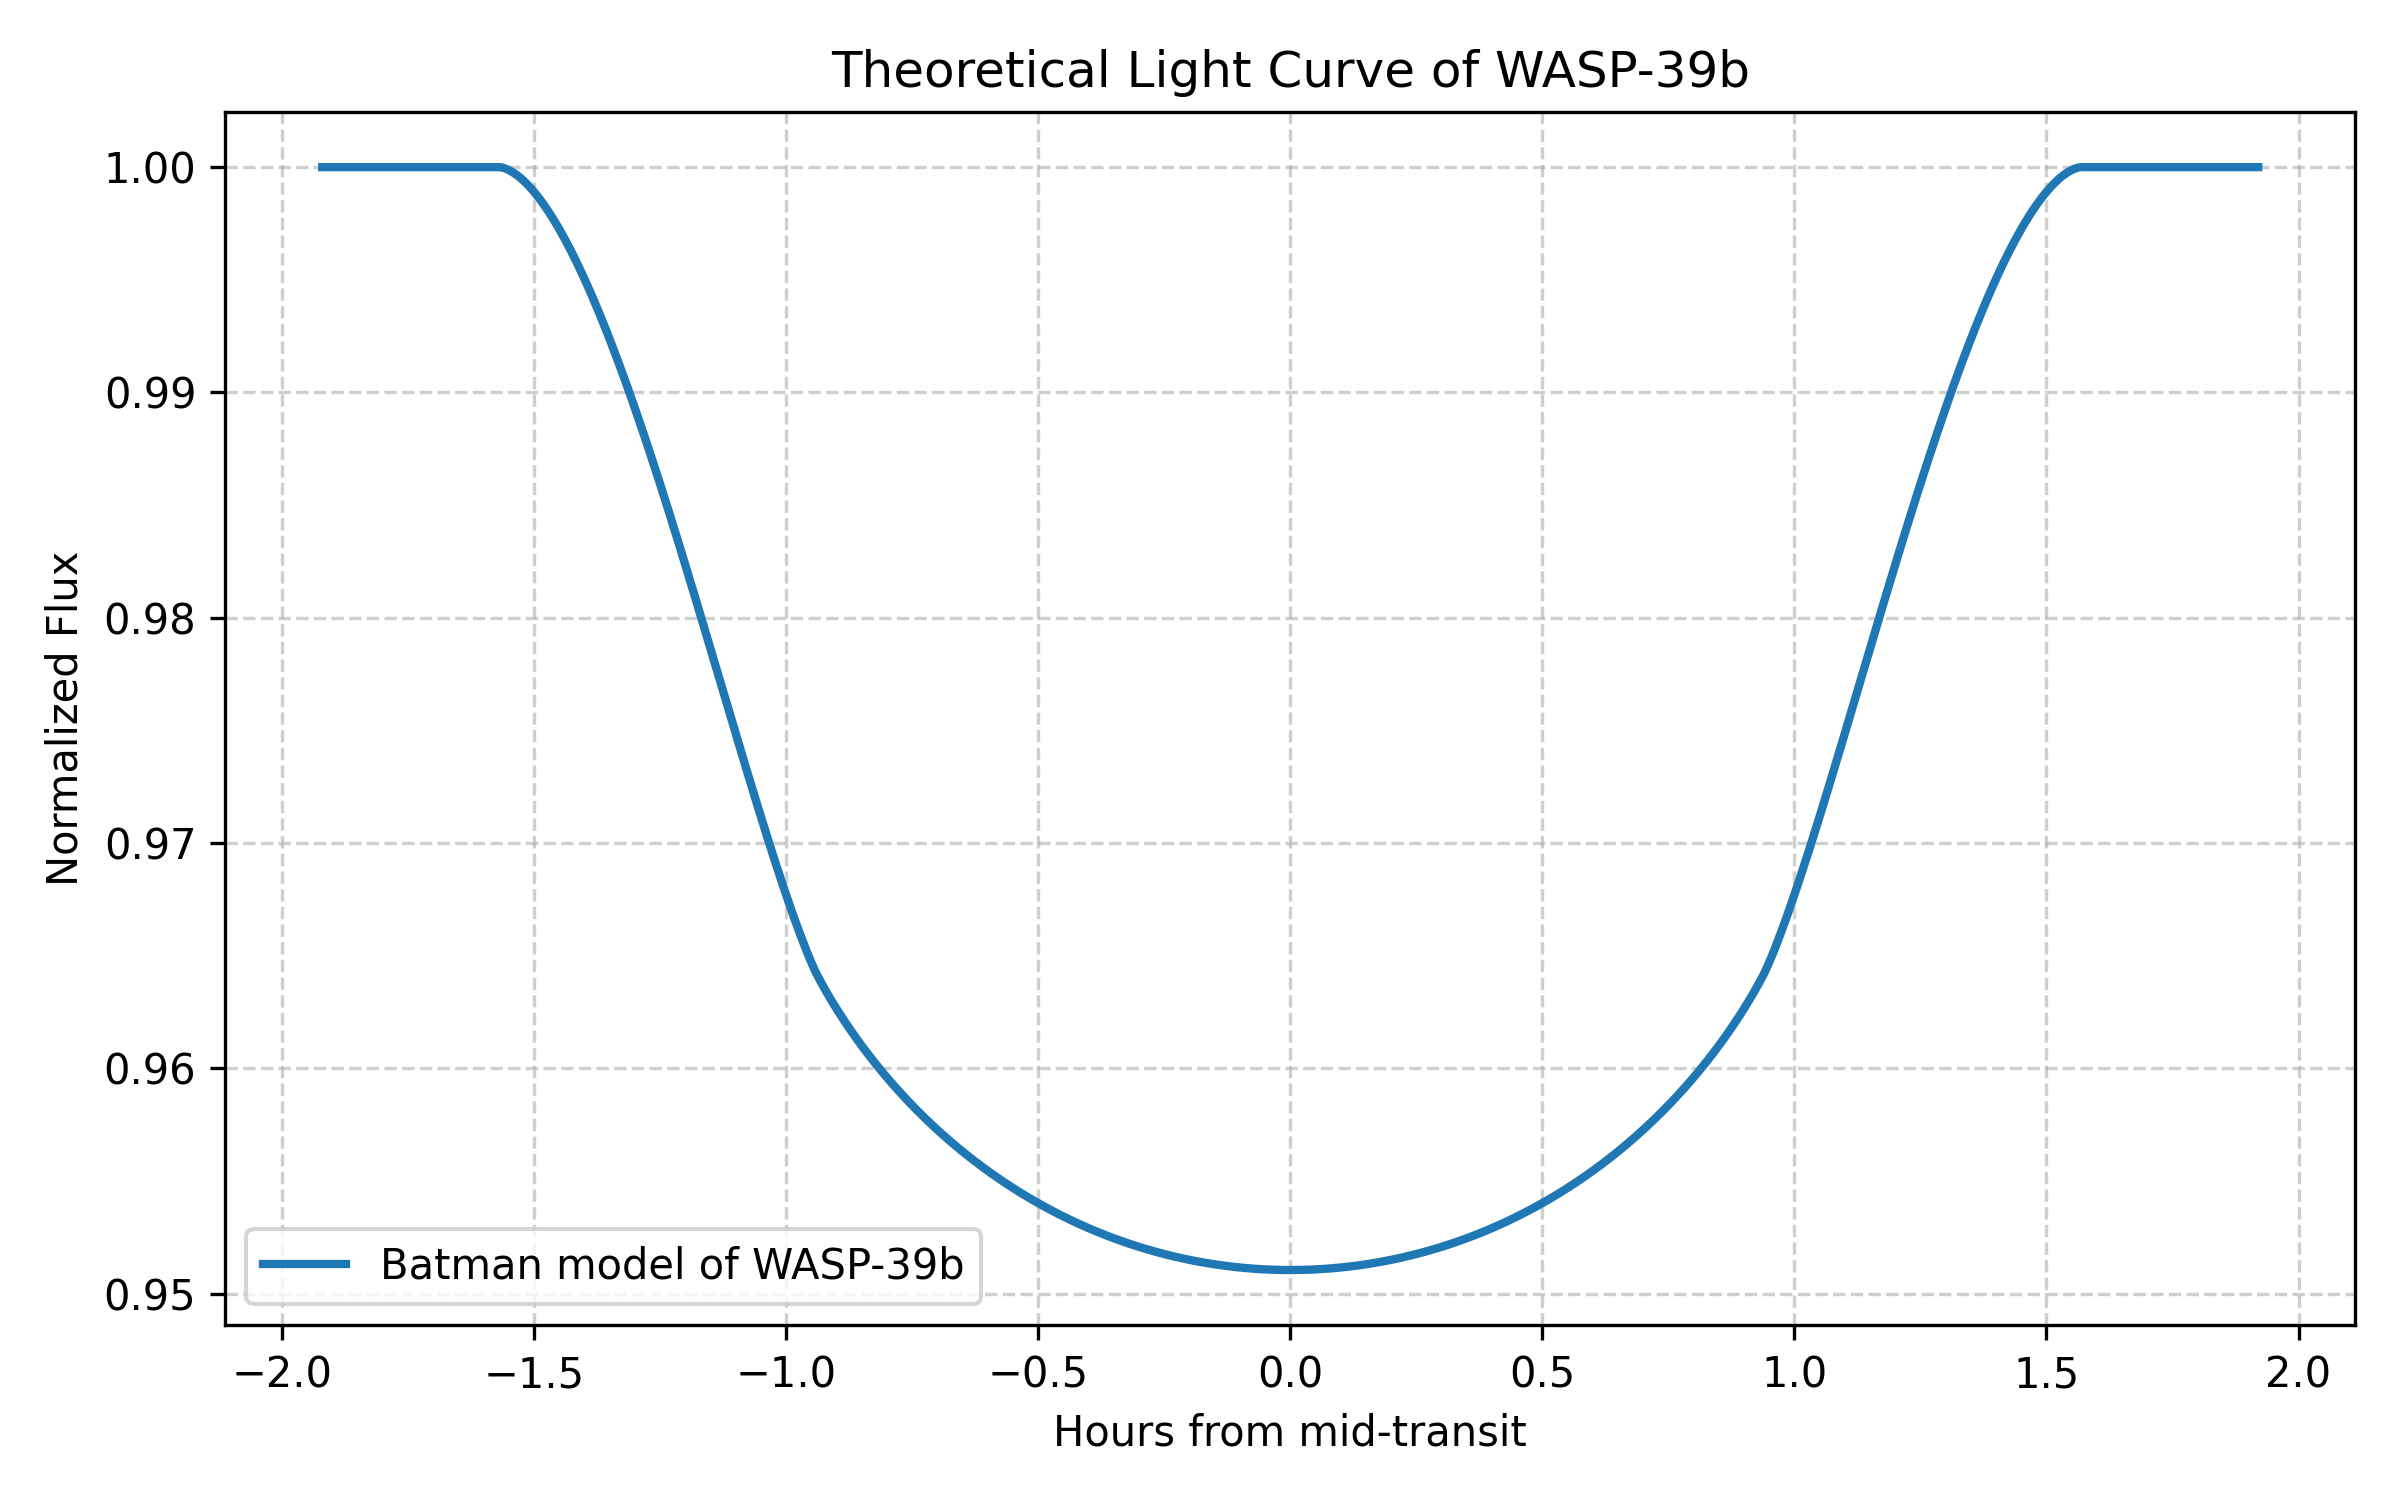 Theoretical Light Curve of WASP-39b
Normalized Flux
1.00
0.99
0.98
0.97
0.96
0.95
Batman model of WASP-39b
−2.0 −1.5 −1.0 −0.5 0.0 0.5 1.0 1.5 2.0
Hours from mid-transit